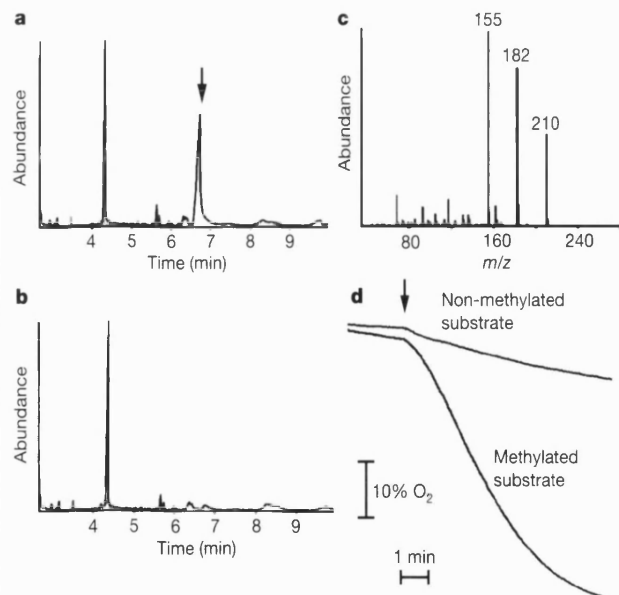 a
Abundance
4 5 6 7 8 9
Time (min)
b
Abundance
4 5 6 7 8 9
Time (min)
c
155
182
210
Abundance
80 160 240
m/z
d
Non-methylated
substrate
Methylated
substrate
10% O₂
1 min